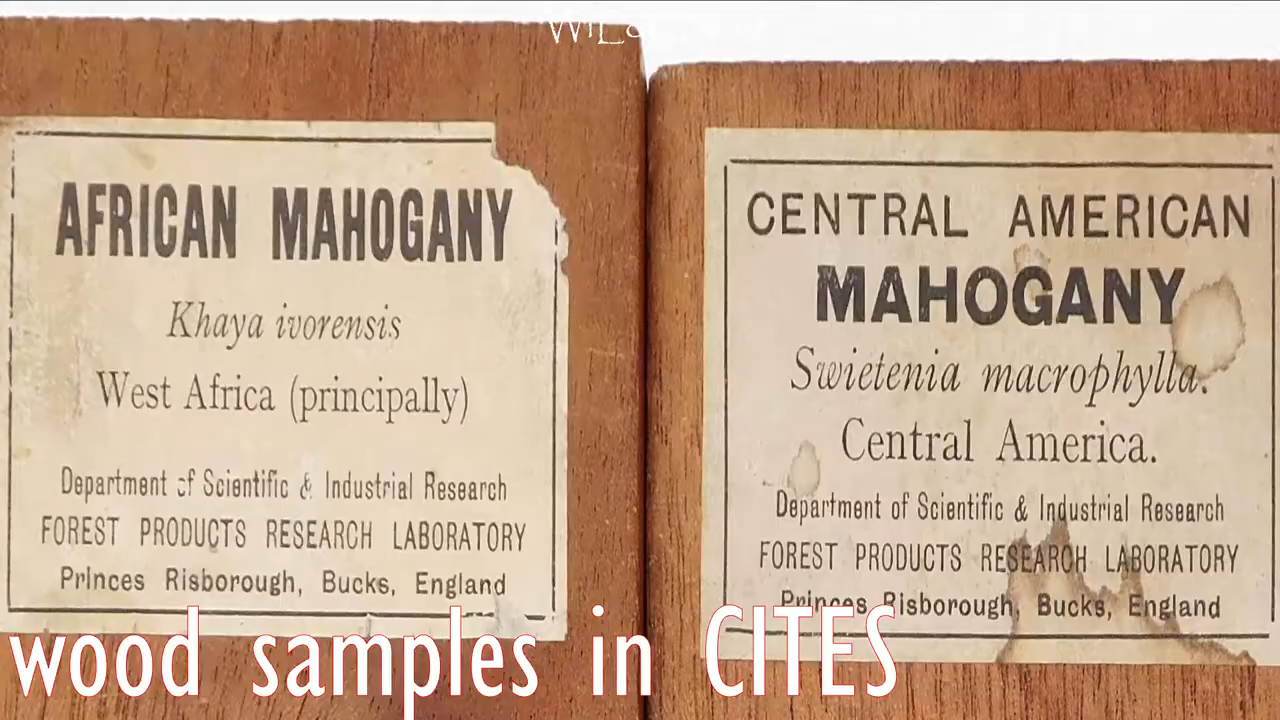 AFRICAN MAHOGANY
Khaya ivorensis
West Africa (principally)
Department of Scientific & Industrial Research
FOREST PRODUCTS RESEARCH LABORATORY
Princes Risborough, Bucks, England
CENTRAL AMERICAN
MAHOGANY
Swietenia macrophylla.
Central America.
Department of Scientific & Industrial Research
FOREST PRODUCTS RESEARCH LABORATORY
Princes Risborough, Bucks, England
wood samples in CITES